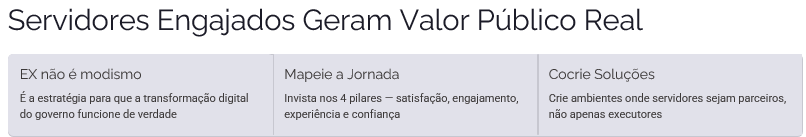 Servidores Engajados Geram Valor Público Real
EX não é modismo
É a estratégia para que a transformação digital
do governo funcione de verdade
Mapeie a Jornada
Invista nos 4 pilares — satisfação, engajamento,
experiência e confiança
Cocrie Soluções
Crie ambientes onde servidores sejam parceiros,
não apenas executores